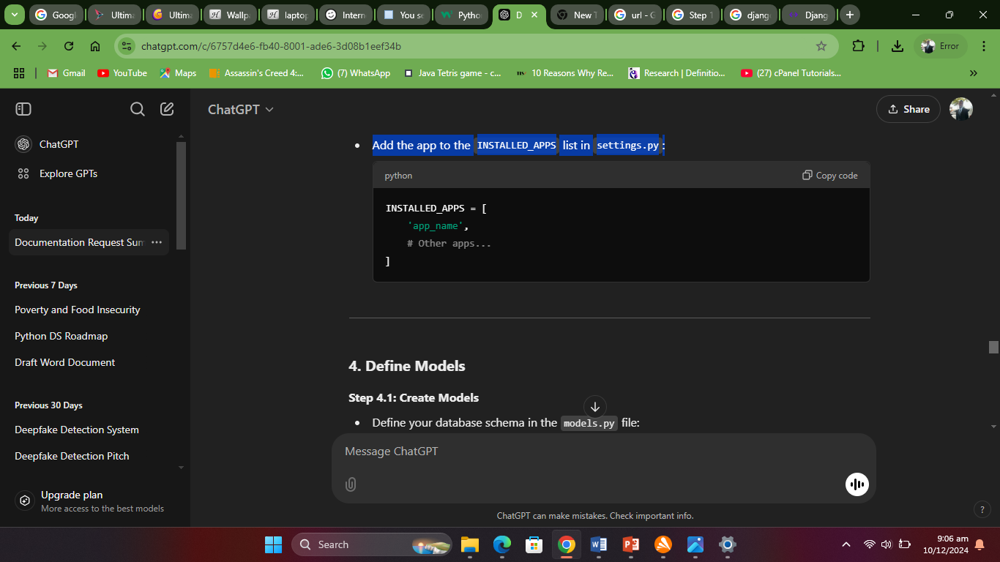 Googl
Ultima
Ultima
Wallpa
laptop
Intern
You se
Python
D
New T
url - G
Step 1
djang
Djang
chatgpt.com/c/6757d4e6-fb40-8001-ade6-3d08b1eef34b
Error
Gmail
YouTube
Maps
Assassin's Creed 4:...
(7) WhatsApp
Java Tetris game - c...
10 Reasons Why Re...
Research | Definitio...
(27) cPanel Tutorials...
ChatGPT
Share
ChatGPT
Explore GPTs
Today
Documentation Request Sum
Previous 7 Days
Poverty and Food Insecurity
Python DS Roadmap
Draft Word Document
Previous 30 Days
Deepfake Detection System
Deepfake Detection Pitch
Upgrade plan
More access to the best models
Add the app to the INSTALLED_APPS list in settings.py:
python
Copy code
INSTALLED_APPS = [
'app_name',
# Other apps...
]
4. Define Models
Step 4.1: Create Models
Define your database schema in the models.py file:
Message ChatGPT
ChatGPT can make mistakes. Check important info.
?
Search
9:06 am
10/12/2024